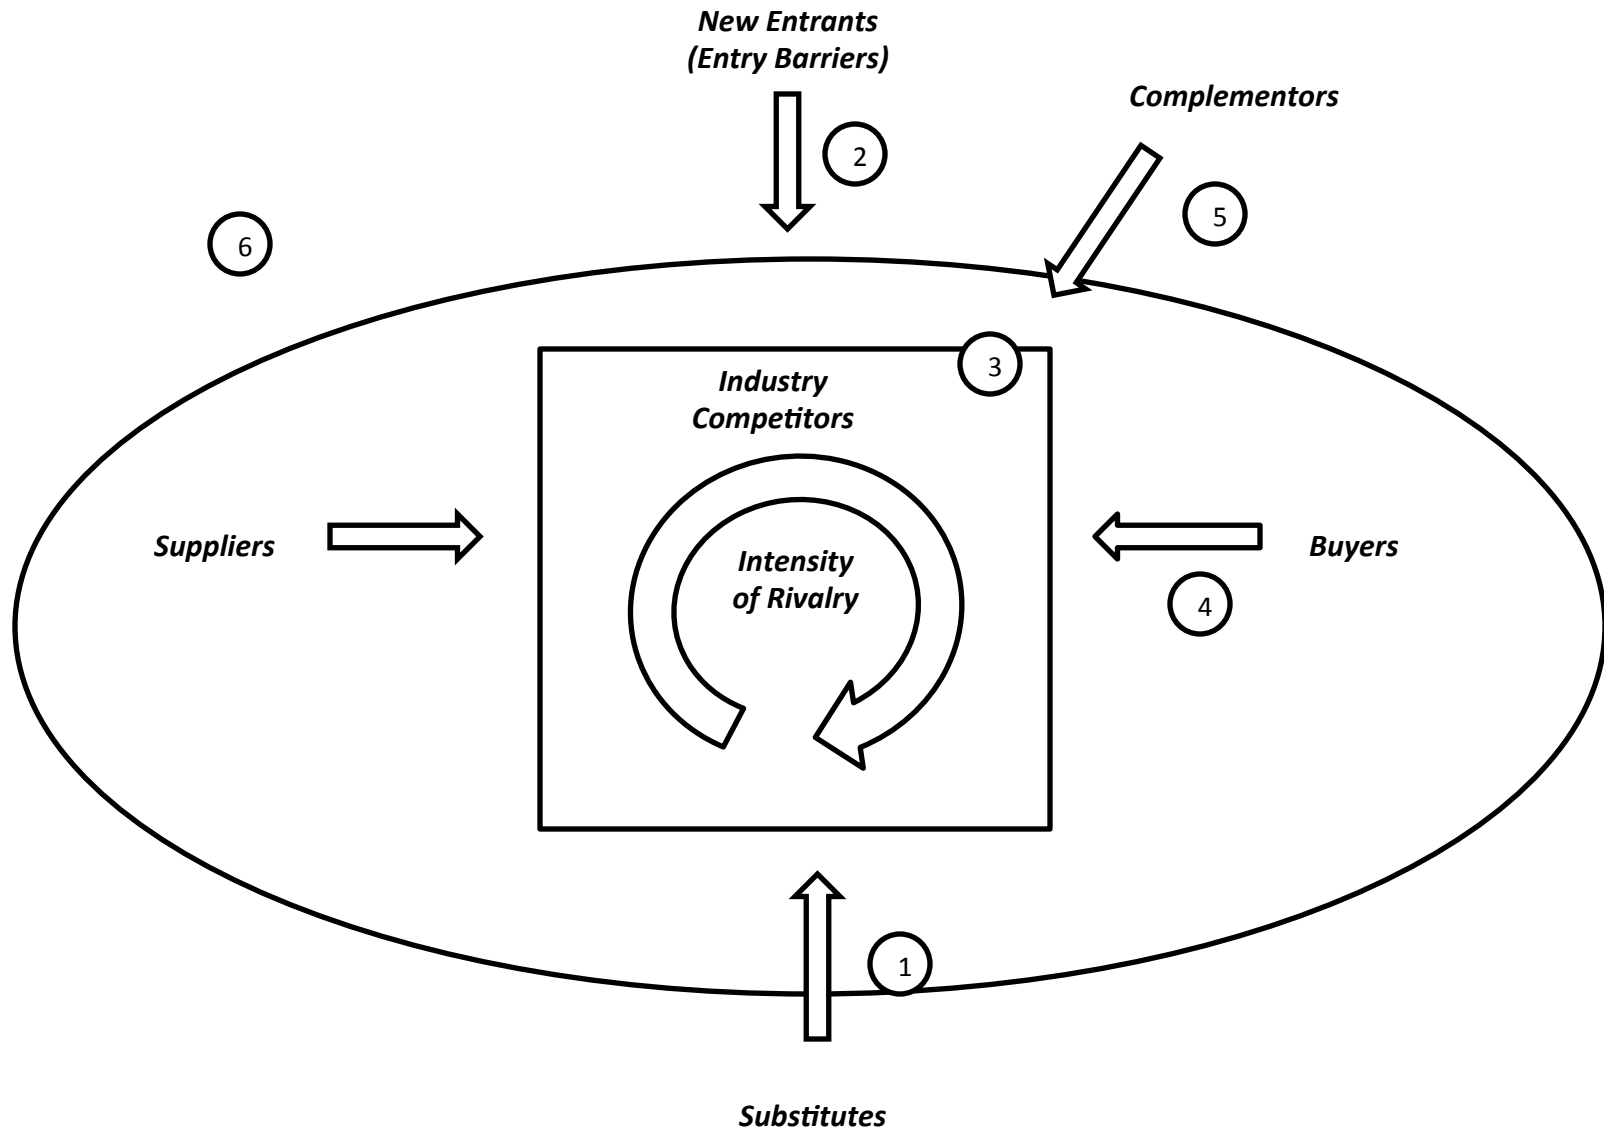 New Entrants
(Entry Barriers)
Complementors
2
5
6
3
Industry
Competitors
Suppliers
Intensity
of Rivalry
Buyers
4
1
Substitutes